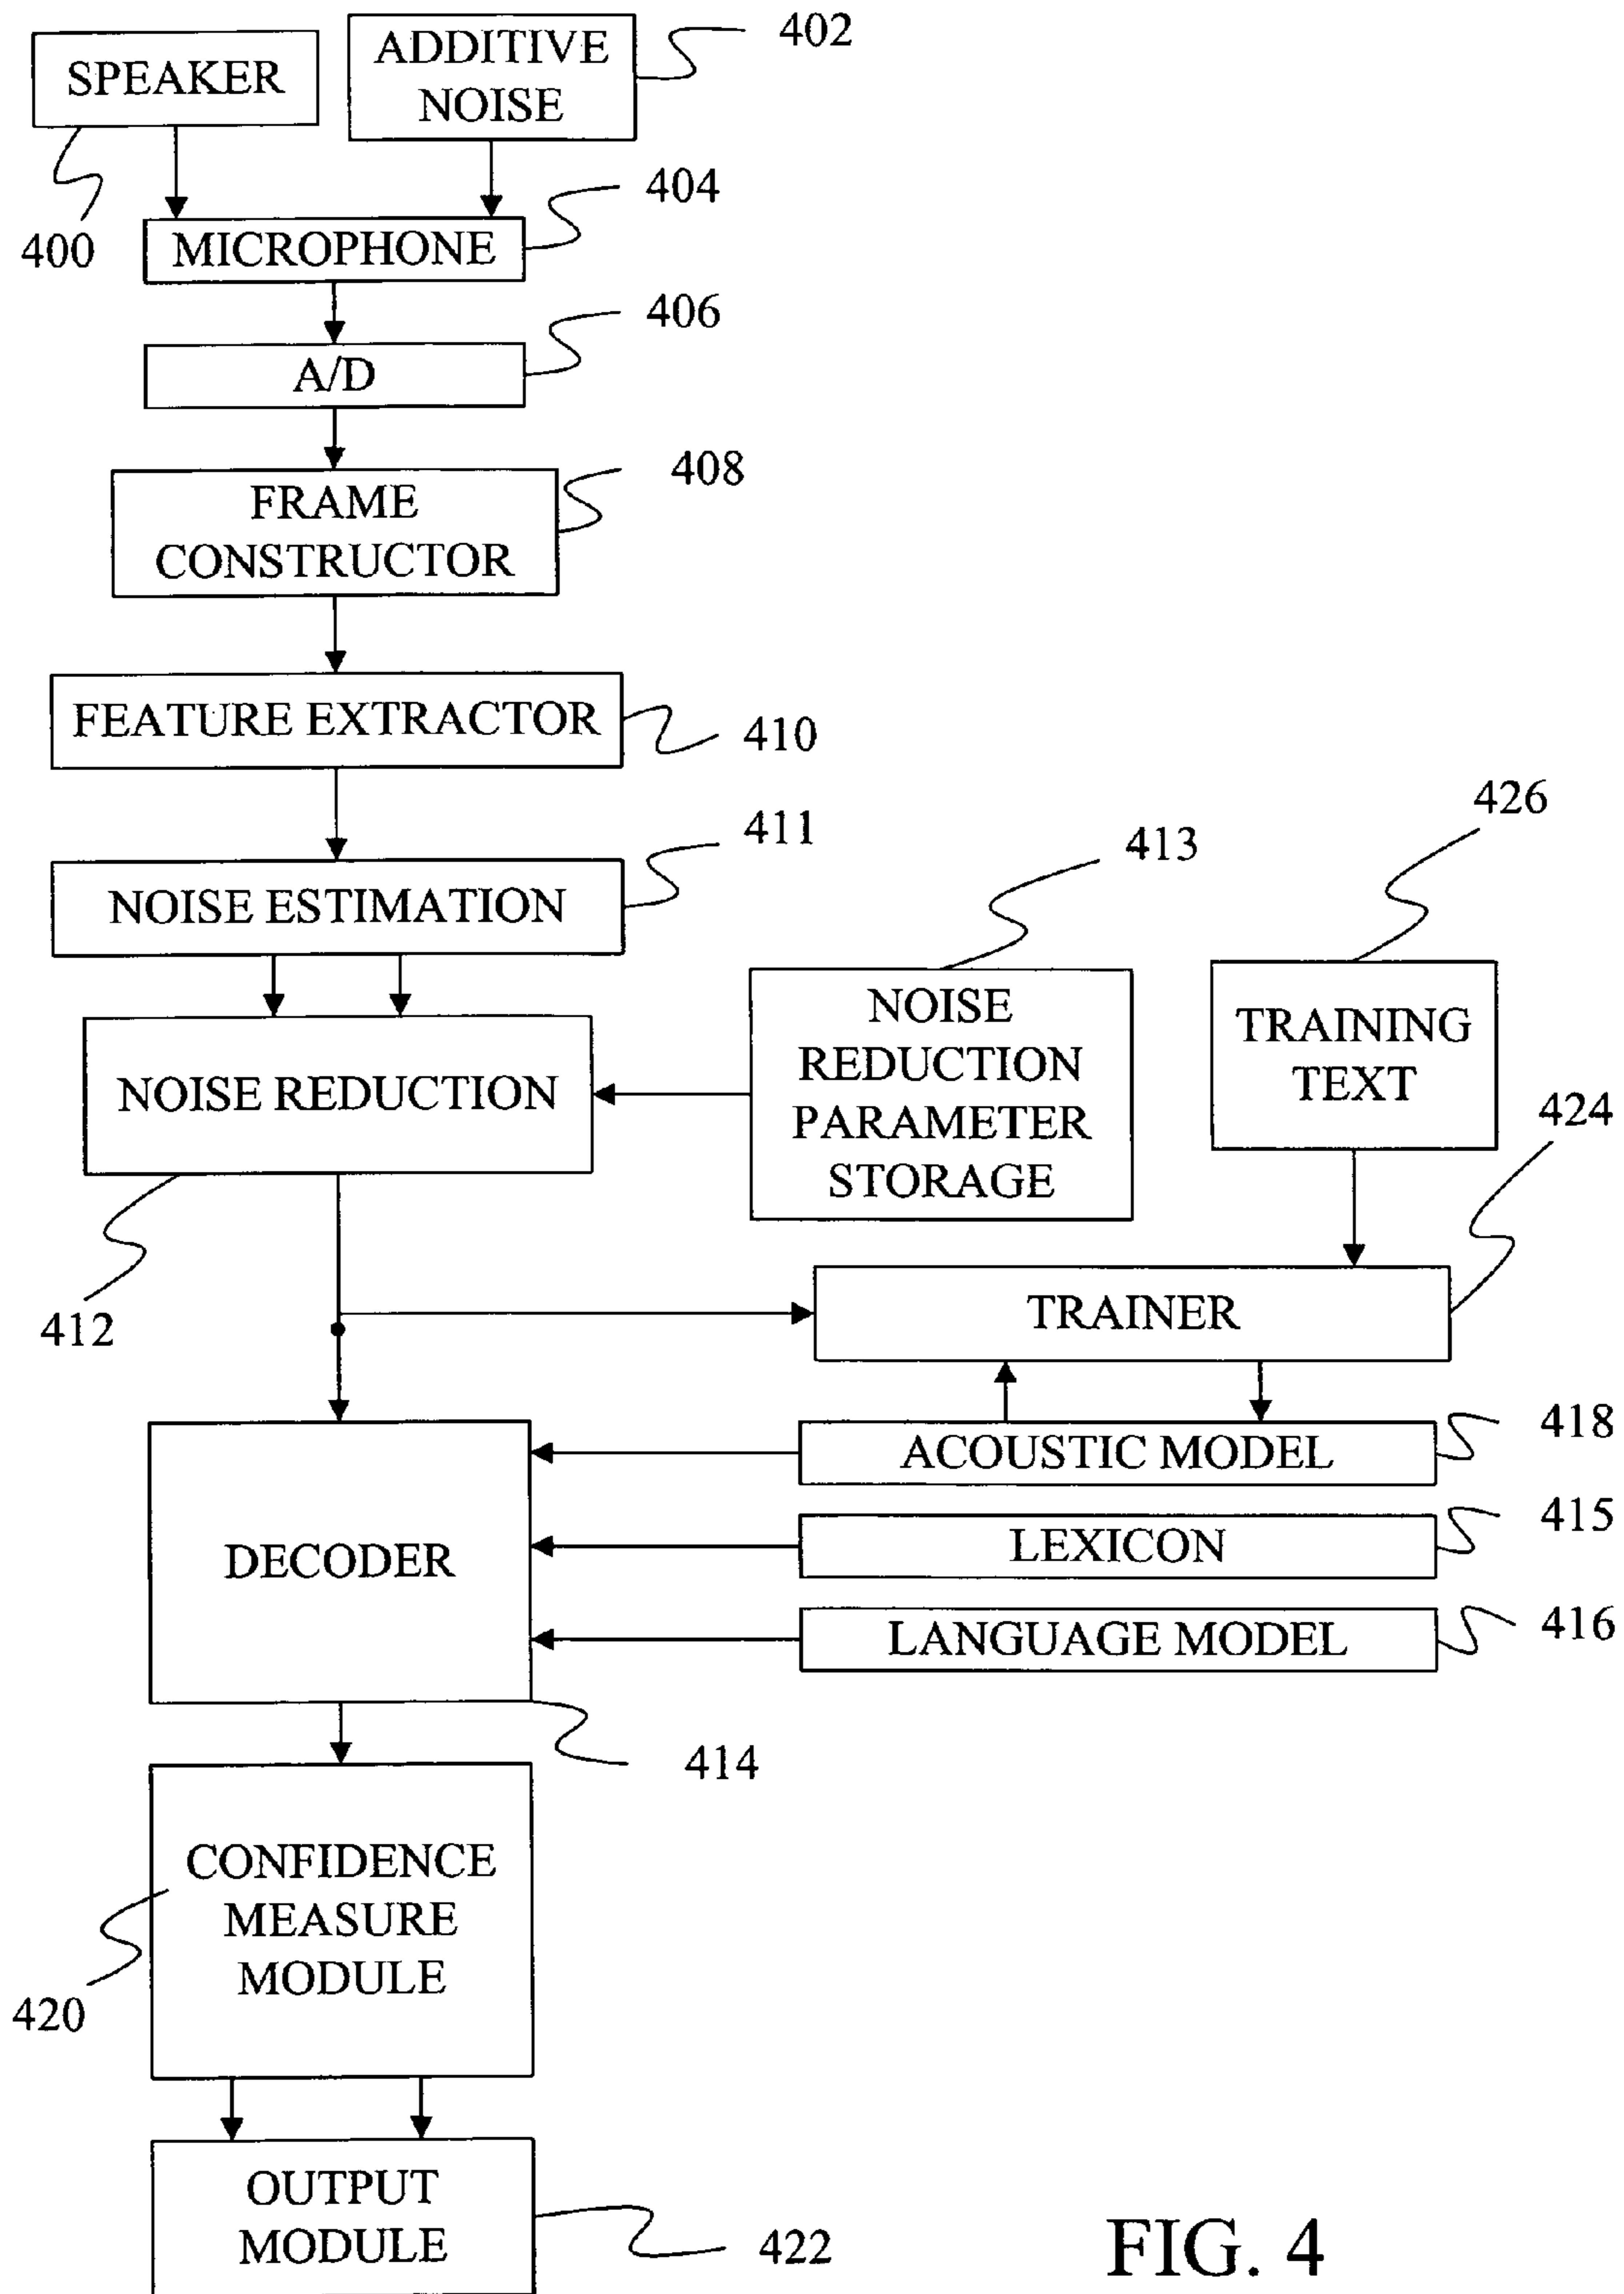 SPEAKER
400
ADDITIVE
NOISE
402
MICROPHONE
404
A/D
406
FRAME
CONSTRUCTOR
408
FEATURE EXTRACTOR
410
NOISE ESTIMATION
411
NOISE REDUCTION
412
NOISE
REDUCTION
PARAMETER
STORAGE
413
TRAINING
TEXT
426
TRAINER
424
ACOUSTIC MODEL
418
LEXICON
415
LANGUAGE MODEL
416
DECODER
414
CONFIDENCE
MEASURE
MODULE
420
OUTPUT
MODULE
422
FIG. 4